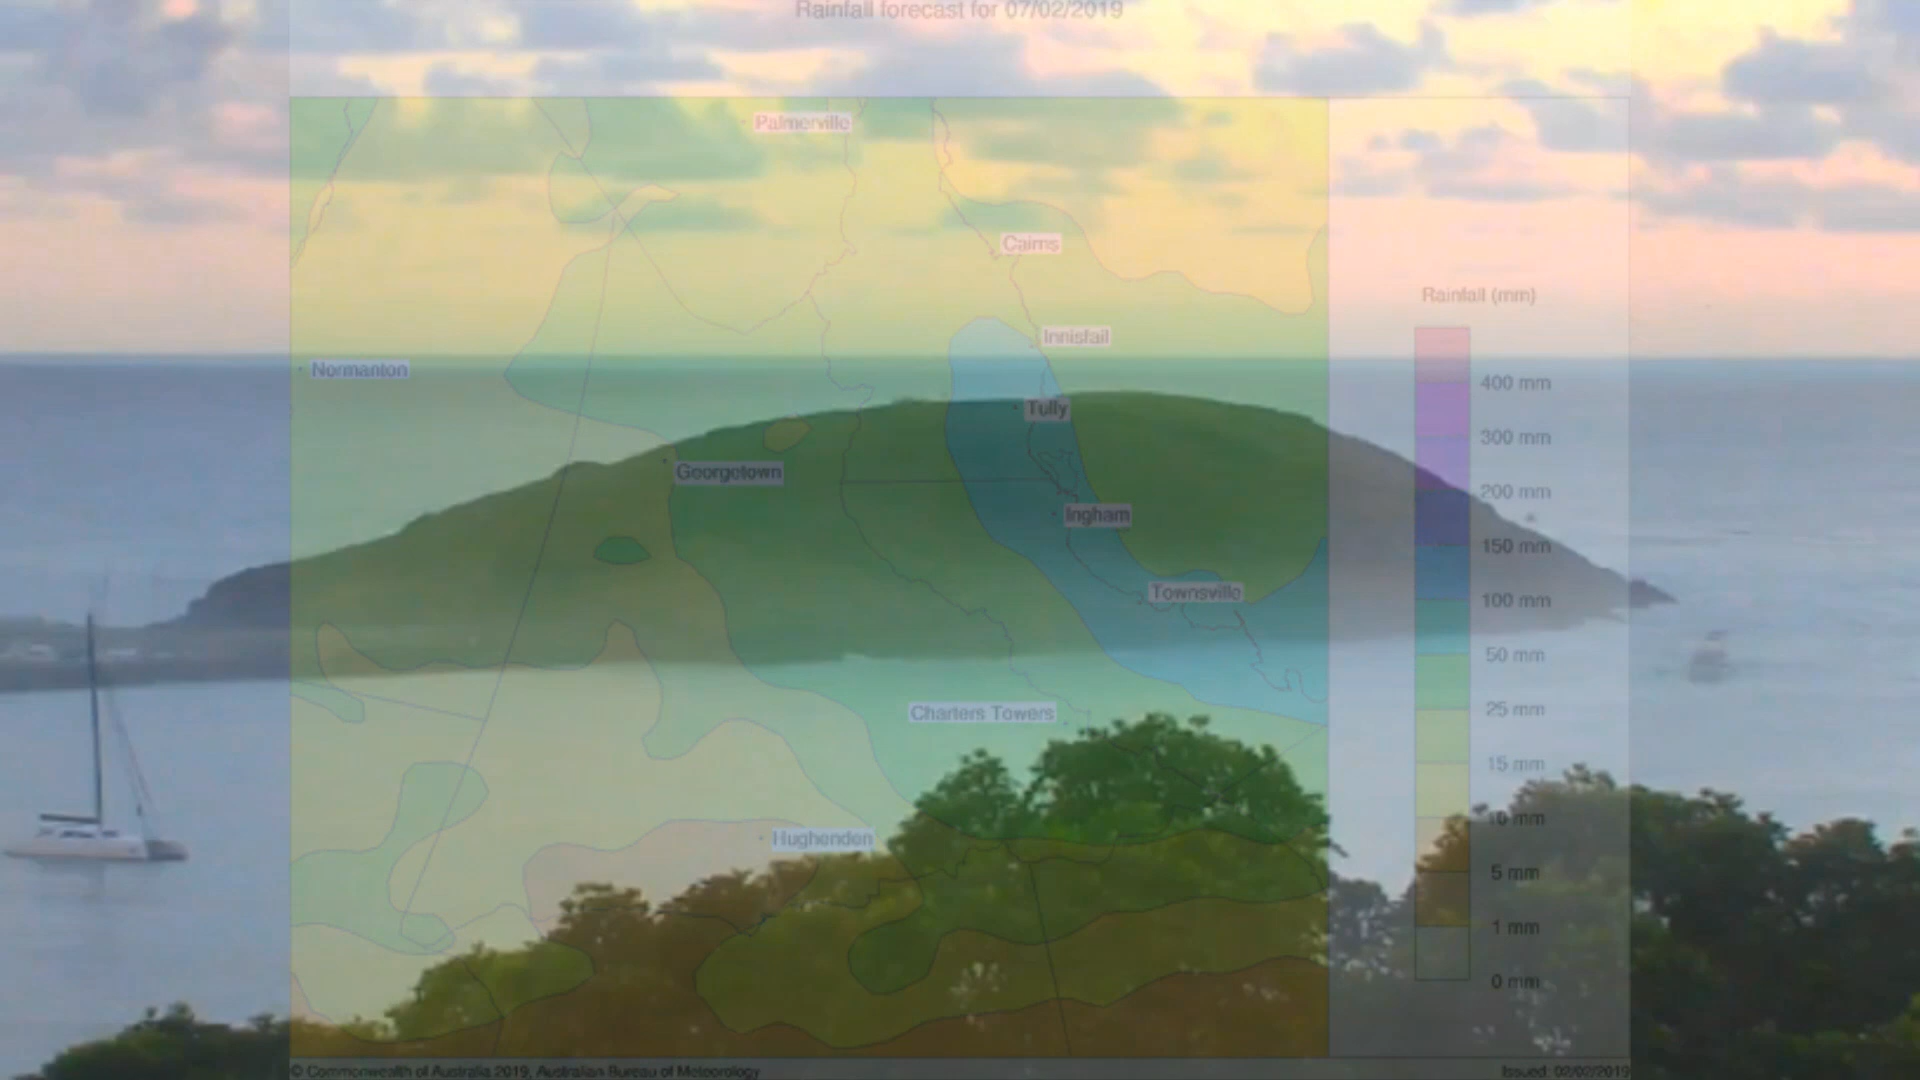 Rainfall forecast for 07/02/2019
Palmerville
Cairns
Rainfall (mm)
Innisfail
Normanton
400 mm
Tully
300 mm
Georgetown
200 mm
Ingham
150 mm
Townsville
100 mm
50 mm
Charters Towers
25 mm
15 mm
10 mm
Hughenden
5 mm
1 mm
0 mm
© Commonwealth of Australia 2019, Australian Bureau of Meteorology
Issued: 02/02/2019